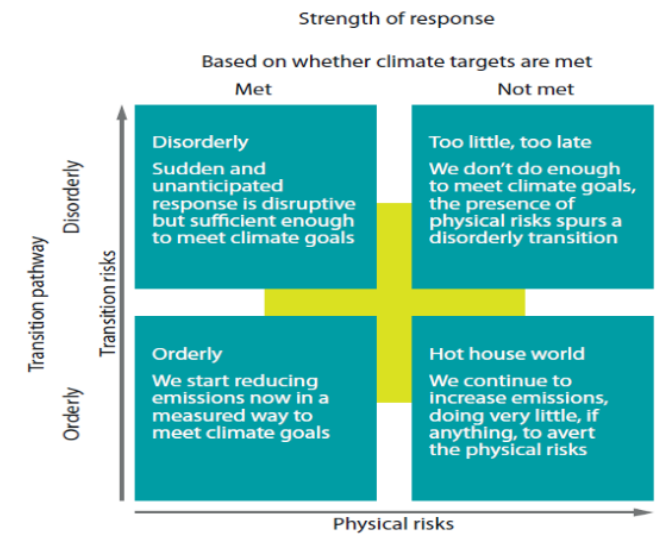 Strength of response
Based on whether climate targets are met
Met
Not met
Transition pathway
Disorderly
Orderly
Transition risks
Disorderly
Sudden and
unanticipated
response is disruptive
but sufficient enough
to meet climate goals
Too little, too late
We don't do enough
to meet climate goals,
the presence of
physical risks spurs a
disorderly transition
Orderly
We start reducing
emissions now in a
measured way to
meet climate goals
Hot house world
We continue to
increase emissions,
doing very little, if
anything, to avert
the physical risks
Physical risks